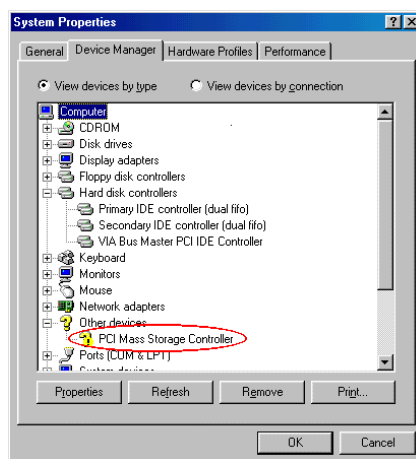 System Properties
General Device Manager Hardware Profiles Performance
View devices by type View devices by connection
Computer
CDROM
Disk drives
Display adapters
Floppy disk controllers
Hard disk controllers
Primary IDE controller (dual fifo)
Secondary IDE controller (dual fifo)
VIA Bus Master PCI IDE Controller
Keyboard
Monitors
Mouse
Network adapters
Other devices
PCI Mass Storage Controller
Ports (COM & LPT)
System devices
Properties Refresh Remove Print...
OK Cancel